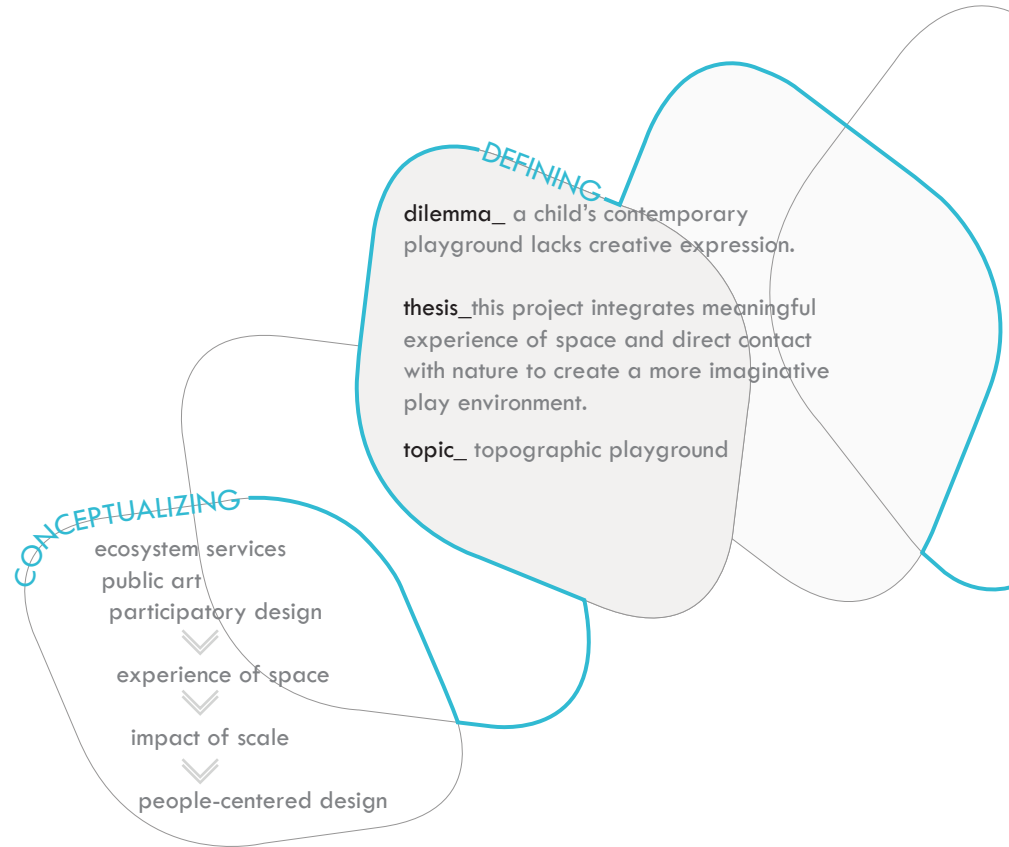 DEFINING
dilemma_ a child’s contemporary
playground lacks creative expression.
thesis_this project integrates meaningful
experience of space and direct contact
with nature to create a more imaginative
play environment.
topic_ topographic playground
CONCEPTUALIZING
ecosystem services
public art
participatory design
experience of space
impact of scale
people-centered design